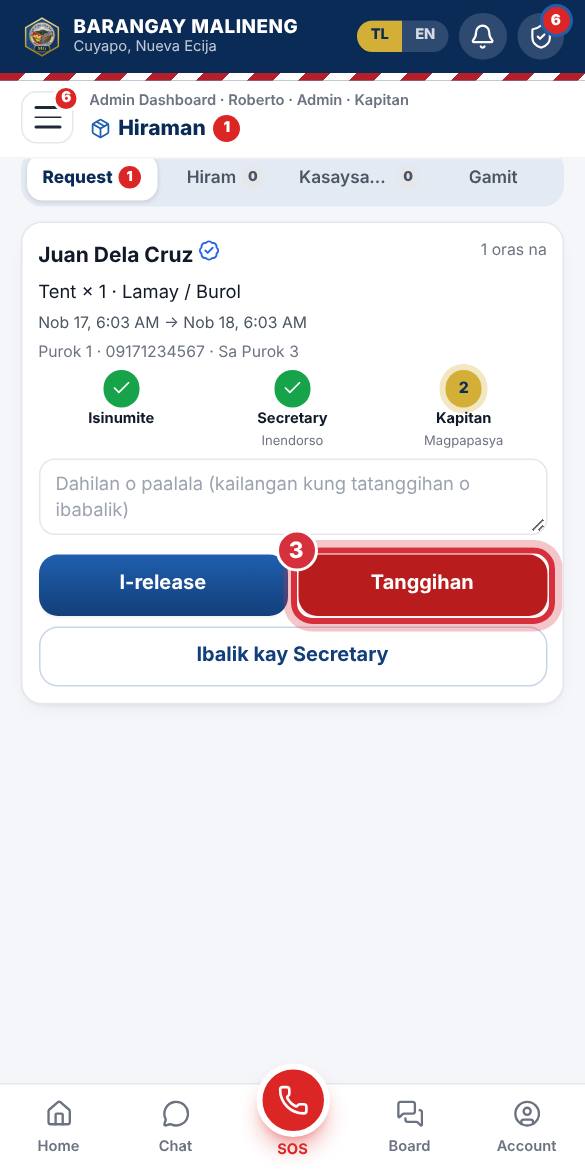 BARANGAY MALINENG
Cuyapo, Nueva Ecija
TL EN
6
6
Admin Dashboard · Roberto · Admin · Kapitan
Hiraman 1
Request 1 Hiram 0 Kasaysa... 0 Gamit
Juan Dela Cruz 1 oras na
Tent × 1 · Lamay / Burol
Nob 17, 6:03 AM → Nob 18, 6:03 AM
Purok 1 · 09171234567 · Sa Purok 3
2
Isinumite Secretary Kapitan
Inendorso Magpapasya
Dahilan o paalala (kailangan kung tatanggihan o
ibabalik)
3
I-release Tanggihan
Ibalik kay Secretary
Home Chat SOS Board Account